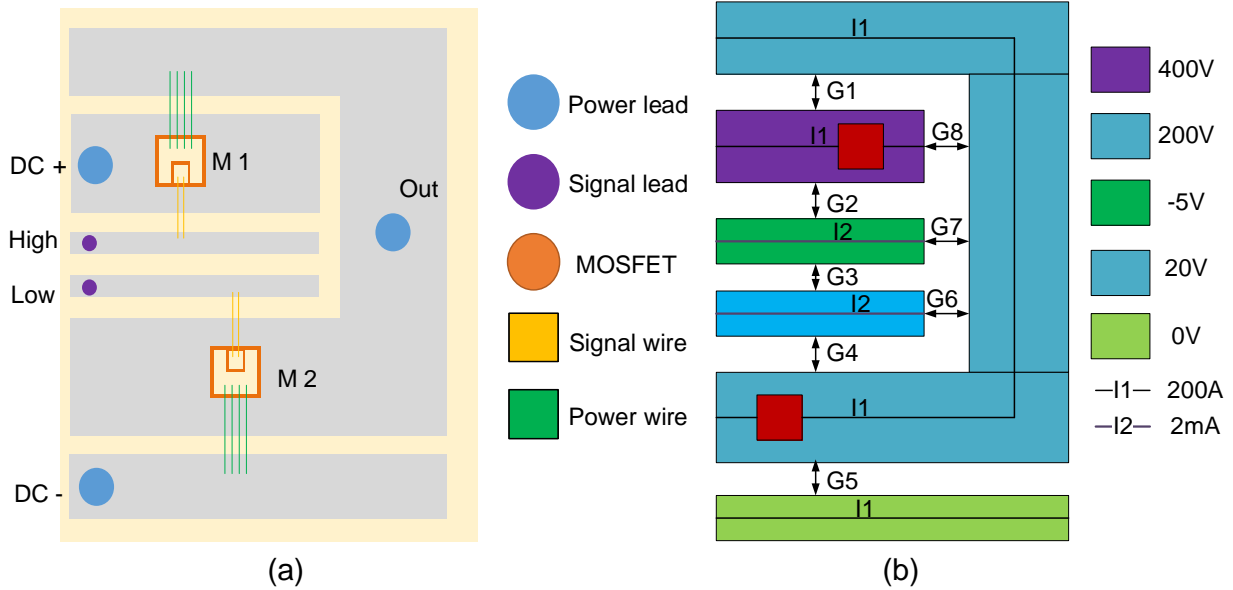 DC +
M 1
Out
High
Low
M 2
DC -
(a)
Power lead
Signal lead
MOSFET
Signal wire
Power wire
I1
G1
I1
G8
G2
I2
G7
G3
I2
G6
G4
I1
G5
I1
(b)
400V
200V
-5V
20V
0V
I1 200A
I2 2mA